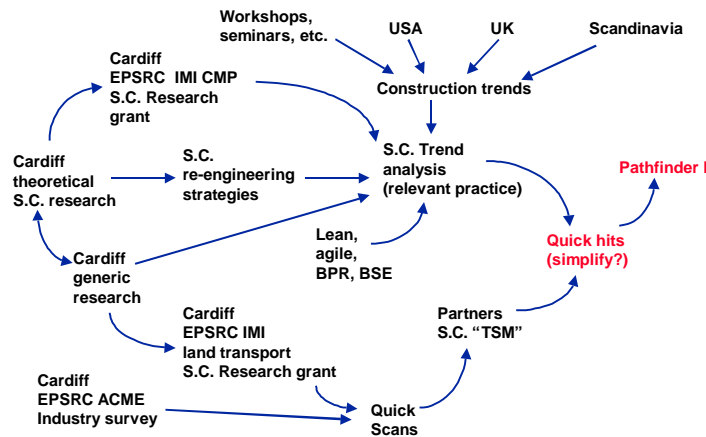 Workshops,
seminars, etc.
USA
UK
Scandinavia
Construction trends
Cardiff
EPSRC IMI CMP
S.C. Research
grant
Cardiff
theoretical
S.C. research
S.C.
re-engineering
strategies
S.C. Trend
analysis
(relevant practice)
Pathfinder I
Quick hits
(simplify?)
Lean,
agile,
BPR, BSE
Cardiff
generic
research
Cardiff
EPSRC IMI
land transport
S.C. Research grant
Partners
S.C. “TSM”
Cardiff
EPSRC ACME
Industry survey
Quick
Scans